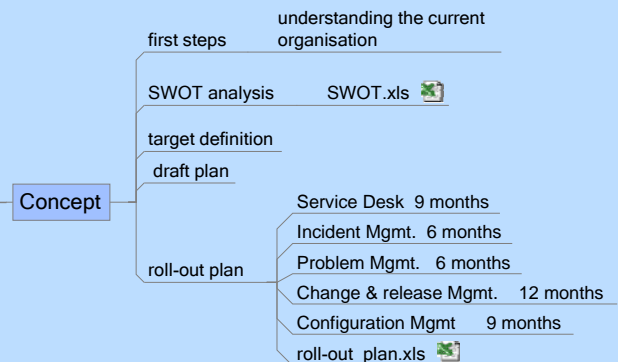 understanding the current
first steps organisation
SWOT analysis SWOT.xls
target definition
draft plan
Concept
Service Desk 9 months
Incident Mgmt. 6 months
Problem Mgmt. 6 months
roll-out plan
Change & release Mgmt. 12 months
Configuration Mgmt 9 months
roll-out plan.xls